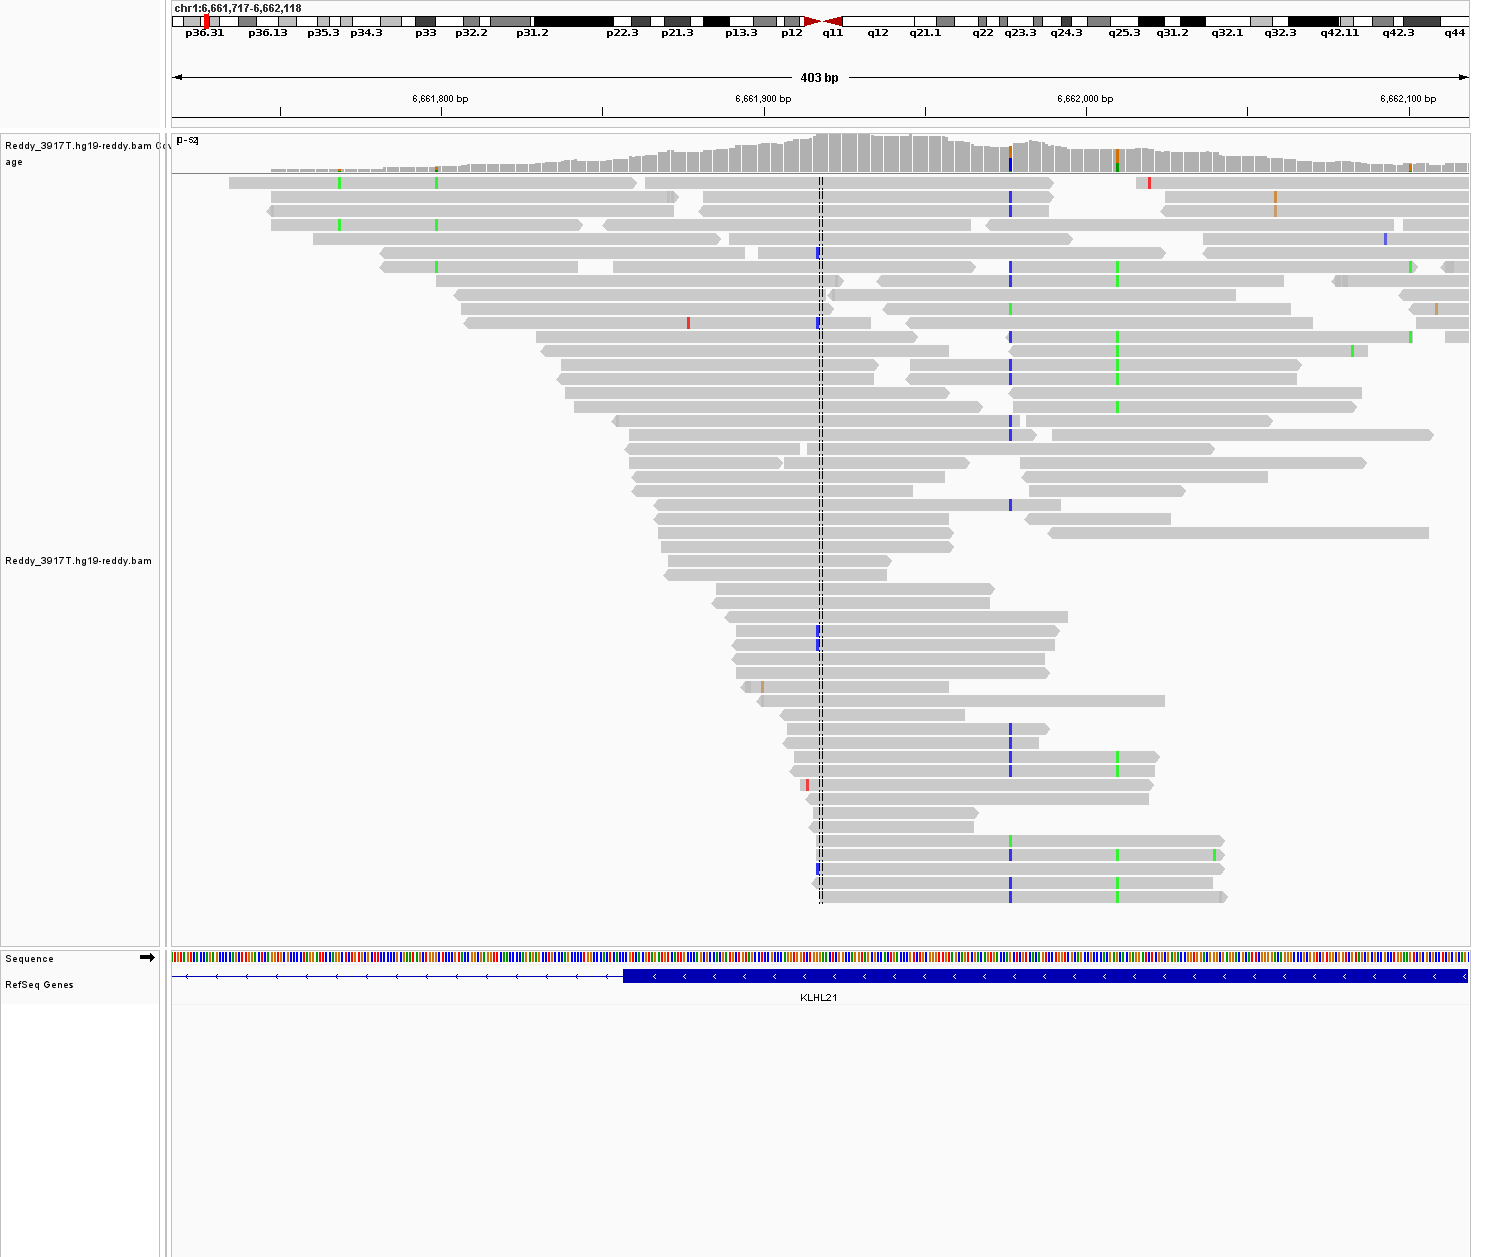 chr1:6,661,717-6,662,118
p36.31 p36.13 p35.3 p34.3 p33 p32.2 p31.2 p22.3 p21.3 p13.3 p12 q11 q12 q21.1 q22 q23.3 q24.3 q25.3 q31.2 q32.1 q32.3 q42.11 q42.3 q44
403 bp
6,661,800 bp 6,661,900 bp 6,662,000 bp 6,662,100 bp
Reddy_3917T.hg19-reddy.bam Cov
age
[0-52]
Reddy_3917T.hg19-reddy.bam
Sequence
RefSeq Genes
KLHL21